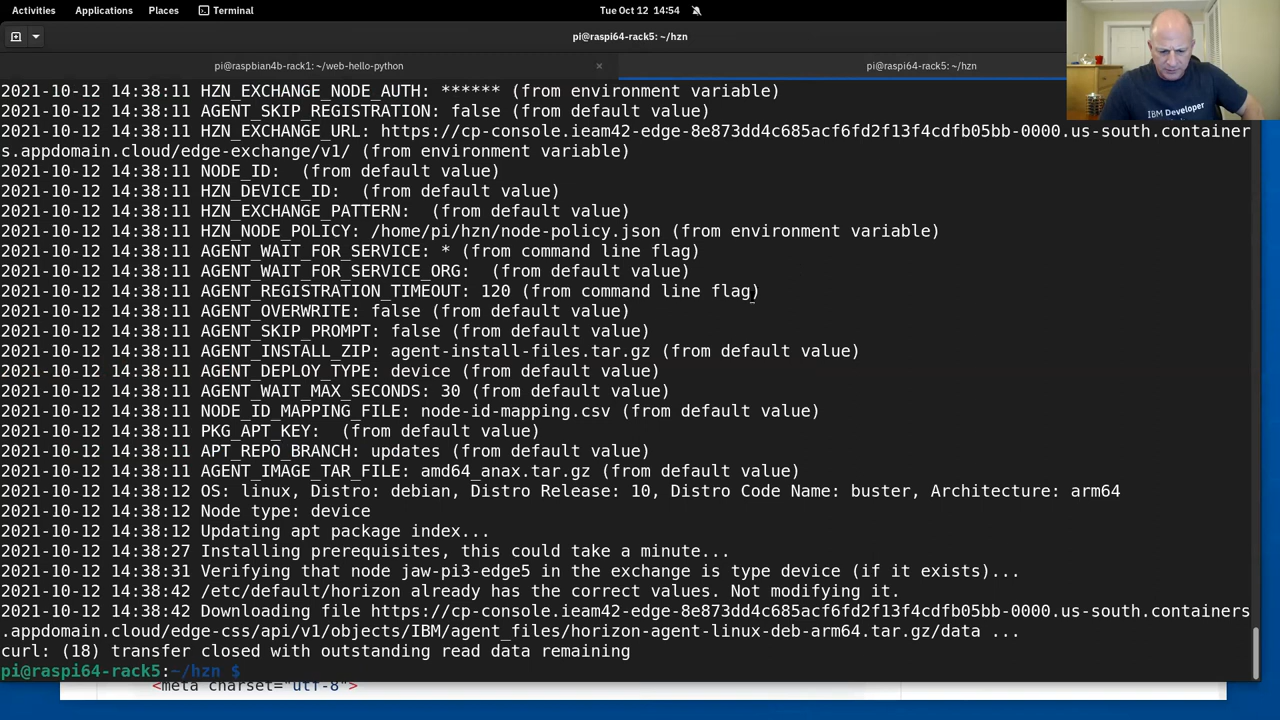 Activities Applications Places Terminal Tue Oct 12 14:54
pi@raspi64-rack5: ~/hzn
pi@raspbian4b-rack1: ~/web-hello-python × pi@raspi64-rack5: ~/hzn
IBM Developer
2021-10-12 14:38:11 HZN_EXCHANGE_NODE_AUTH: ****** (from environment variable)
2021-10-12 14:38:11 AGENT_SKIP_REGISTRATION: false (from default value)
2021-10-12 14:38:11 HZN_EXCHANGE_URL: https://cp-console.ieam42-edge-8e873dd4c685acf6fd2f13f4cdfb05bb-0000.us-south.container
s.appdomain.cloud/edge-exchange/v1/ (from environment variable)
2021-10-12 14:38:11 NODE_ID:  (from default value)
2021-10-12 14:38:11 HZN_DEVICE_ID:  (from default value)
2021-10-12 14:38:11 HZN_EXCHANGE_PATTERN:  (from default value)
2021-10-12 14:38:11 HZN_NODE_POLICY: /home/pi/hzn/node-policy.json (from environment variable)
2021-10-12 14:38:11 AGENT_WAIT_FOR_SERVICE: * (from command line flag)
2021-10-12 14:38:11 AGENT_WAIT_FOR_SERVICE_ORG:  (from default value)
2021-10-12 14:38:11 AGENT_REGISTRATION_TIMEOUT: 120 (from command line flag)
2021-10-12 14:38:11 AGENT_OVERWRITE: false (from default value)
2021-10-12 14:38:11 AGENT_SKIP_PROMPT: false (from default value)
2021-10-12 14:38:11 AGENT_INSTALL_ZIP: agent-install-files.tar.gz (from default value)
2021-10-12 14:38:11 AGENT_DEPLOY_TYPE: device (from default value)
2021-10-12 14:38:11 AGENT_WAIT_MAX_SECONDS: 30 (from default value)
2021-10-12 14:38:11 NODE_ID_MAPPING_FILE: node-id-mapping.csv (from default value)
2021-10-12 14:38:11 PKG_APT_KEY:  (from default value)
2021-10-12 14:38:11 APT_REPO_BRANCH: updates (from default value)
2021-10-12 14:38:11 AGENT_IMAGE_TAR_FILE: amd64_anax.tar.gz (from default value)
2021-10-12 14:38:12 OS: linux, Distro: debian, Distro Release: 10, Distro Code Name: buster, Architecture: arm64
2021-10-12 14:38:12 Node type: device
2021-10-12 14:38:12 Updating apt package index...
2021-10-12 14:38:27 Installing prerequisites, this could take a minute...
2021-10-12 14:38:31 Verifying that node jaw-pi3-edge5 in the exchange is type device (if it exists)...
2021-10-12 14:38:42 /etc/default/horizon already has the correct values. Not modifying it.
2021-10-12 14:38:42 Downloading file https://cp-console.ieam42-edge-8e873dd4c685acf6fd2f13f4cdfb05bb-0000.us-south.containers
.appdomain.cloud/edge-css/api/v1/objects/IBM/agent_files/horizon-agent-linux-deb-arm64.tar.gz/data ...
curl: (18) transfer closed with outstanding read data remaining
pi@raspi64-rack5:~/hzn $
<meta charset="utf-8">